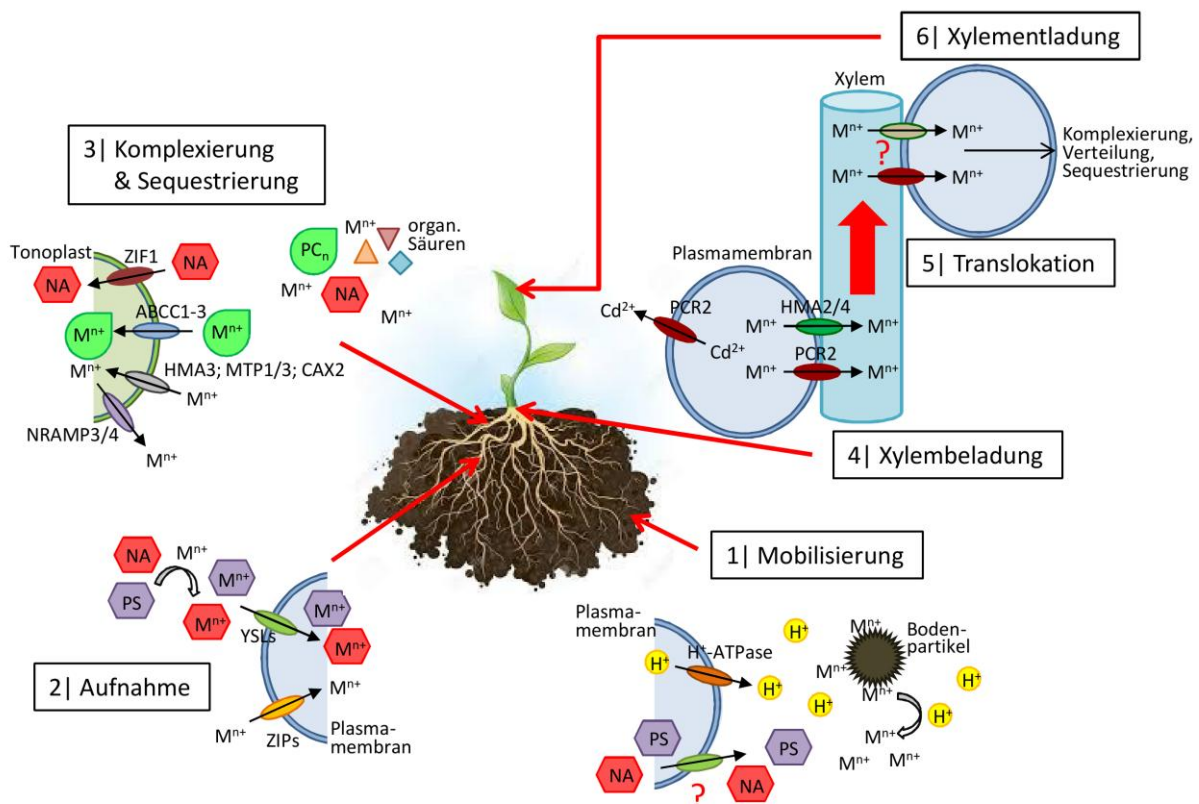 6| Xylementladung
Xylem
Mⁿ⁺ Mⁿ⁺
?
Mⁿ⁺ Mⁿ⁺
Komplexierung,
Verteilung,
Sequestrierung
5| Translokation
Plasmamembran
PCR2
Cd²⁺
Cd²⁺
HMA2/4
Mⁿ⁺ Mⁿ⁺
PCR2
Mⁿ⁺ Mⁿ⁺
4| Xylembeladung
3| Komplexierung
& Sequestrierung
Tonoplast
ZIF1
NA NA
ABCC1-3
Mⁿ⁺ Mⁿ⁺
Mⁿ⁺
HMA3; MTP1/3; CAX2
Mⁿ⁺
NRAMP3/4
Mⁿ⁺
PCₙ
Mⁿ⁺
organ.
Säuren
Mⁿ⁺
NA
Mⁿ⁺
1| Mobilisierung
Plasma-
membran
H⁺-ATPase
H⁺
H⁺
H⁺
H⁺
H⁺
H⁺
Mⁿ⁺
Boden-
partikel
Mⁿ⁺
Mⁿ⁺
Mⁿ⁺
Mⁿ⁺
Mⁿ⁺
PS PS
NA NA
?
NA
Mⁿ⁺
PS
Mⁿ⁺
Mⁿ⁺
Mⁿ⁺
YSLs
Mⁿ⁺
2| Aufnahme
Mⁿ⁺
Mⁿ⁺
ZIPs
Plasma-
membran